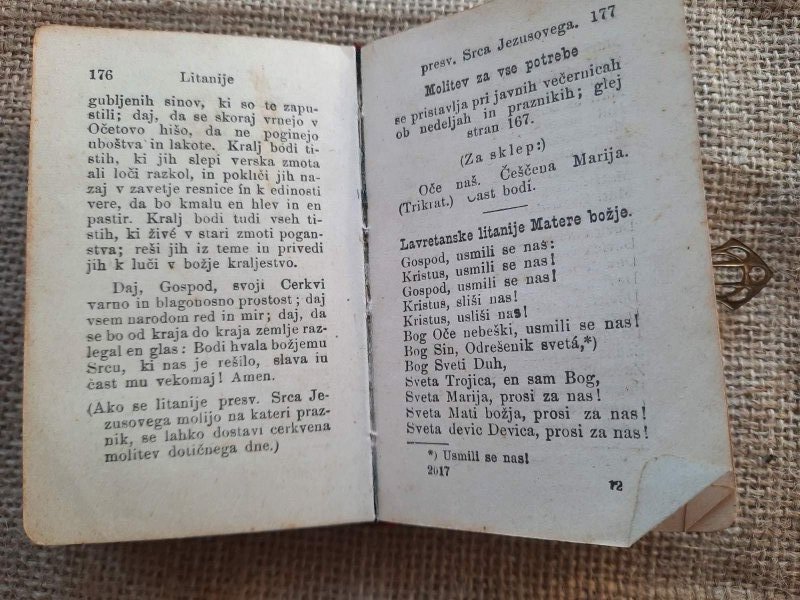 176 Litanije
gubljenih sinov, ki so te zapu-
stili; daj, da se skoraj vrnejo v
Očetovo hišo, da ne poginejo
uboštva in lakote. Kralj bodi ti-
stih, ki jih slepi verska zmota
ali loči razkol, in pokliči jih na-
zaj v zavetje resnice in k edinosti
vere, da bo kmalu en hlev in en
pastir. Kralj bodi tudi vseh ti-
stih, ki živé v stari zmoti pogan-
stva; reši jih iz teme in privedi
jih k luči v božje kraljestvo.
Daj, Gospod, svoji Cerkvi
varno in blagonosno prostost; daj
vsem narodom red in mir; daj, da
se bo od kraja do kraja zemlje raz-
legal en glas: Bodi hvala božjemu
Srcu, ki nas je rešilo, slava in
čast mu vekomaj! Amen.
(Ako se litanije presv. Srca Je-
zusovega molijo na kateri praz-
nik, se lahko dostavi cerkvena
molitev dotičnega dne.)
presv. Srca Jezusovega. 177
Molitev za vse potrebe
se pristavlja pri javnih večernicah
ob nedeljah in praznikih; glej
stran 167.
(Za sklep:)
Oče naš. Češčena Marija.
(Trikrat.) Čast bodi.
Lavretanske litanije Matere božje.
Gospod, usmili se nas:
Kristus, usmili se nas!
Gospod, usmili se nas!
Kristus, sliši nas!
Kristus, usliši nas!
Bog Oče nebeški, usmili se nas!
Bog Sin, Odrešenik svetá,*)
Bog Sveti Duh,
Sveta Trojica, en sam Bog,
Sveta Marija, prosi za nas!
Sveta Mati božja, prosi za nas!
Sveta devic Devica, prosi za nas!
*) Usmili se nas!
2017
12